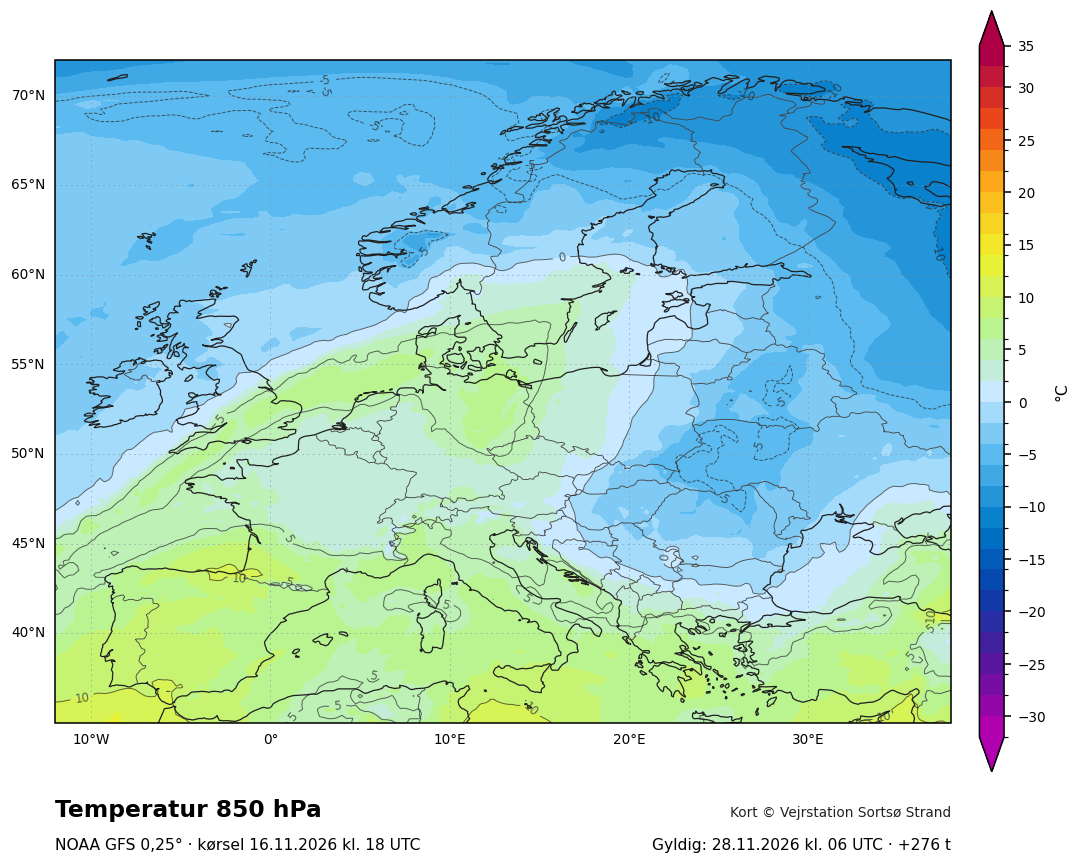 70°N
65°N
60°N
55°N
50°N
45°N
40°N
10°W
0°
10°E
20°E
30°E
35
30
25
20
15
10
5
0
−5
−10
−15
−20
−25
−30
°C
Temperatur 850 hPa
Kort © Vejrstation Sortsø Strand
NOAA GFS 0,25° · kørsel 16.11.2026 kl. 18 UTC
Gyldig: 28.11.2026 kl. 06 UTC · +276 t